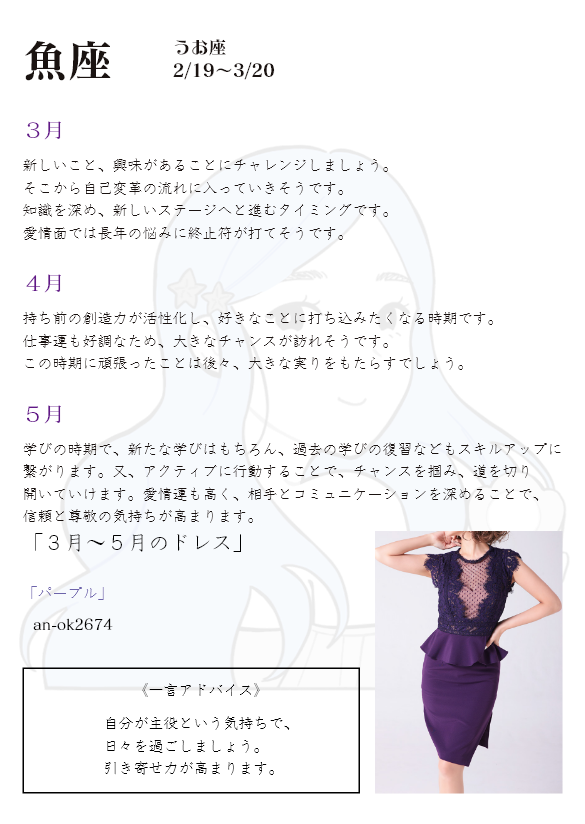 魚座
うお座
2/19～3/20
３月
新しいこと、興味があることにチャレンジしましょう。
そこから自己変革の流れに入っていきそうです。
知識を深め、新しいステージへと進むタイミングです。
愛情面では長年の悩みに終止符が打てそうです。
４月
持ち前の創造力が活性化し、好きなことに打ち込みたくなる時期です。
仕事運も好調なため、大きなチャンスが訪れそうです。
この時期に頑張ったことは後々、大きな実りをもたらすでしょう。
５月
学びの時期で、新たな学びはもちろん、過去の学びの復習などもスキルアップに
繋がります。又、アクティブに行動することで、チャンスを掴み、道を切り
開いていけます。愛情運も高く、相手とコミュニケーションを深めることで、
信頼と尊敬の気持ちが高まります。
「３月～５月のドレス」
「パープル」
an-ok2674
《一言アドバイス》
自分が主役という気持ちで、
日々を過ごしましょう。
引き寄せ力が高まります。